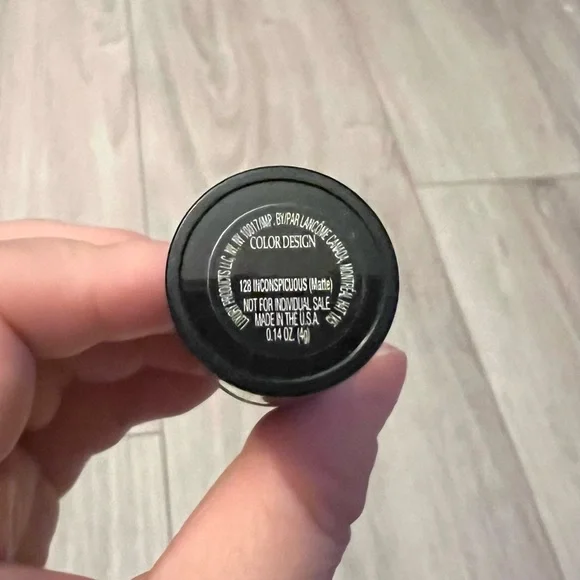 LUXURY PRODUCTS LLC. NY, NY 10017/IMP. BY/PAR LANCÔME CANADA, MONTRÉAL H4T 1K5
COLOR DESIGN
128 INCONSPICUOUS (Matte)
NOT FOR INDIVIDUAL SALE
MADE IN THE U.S.A.
0.14 OZ. (4g)